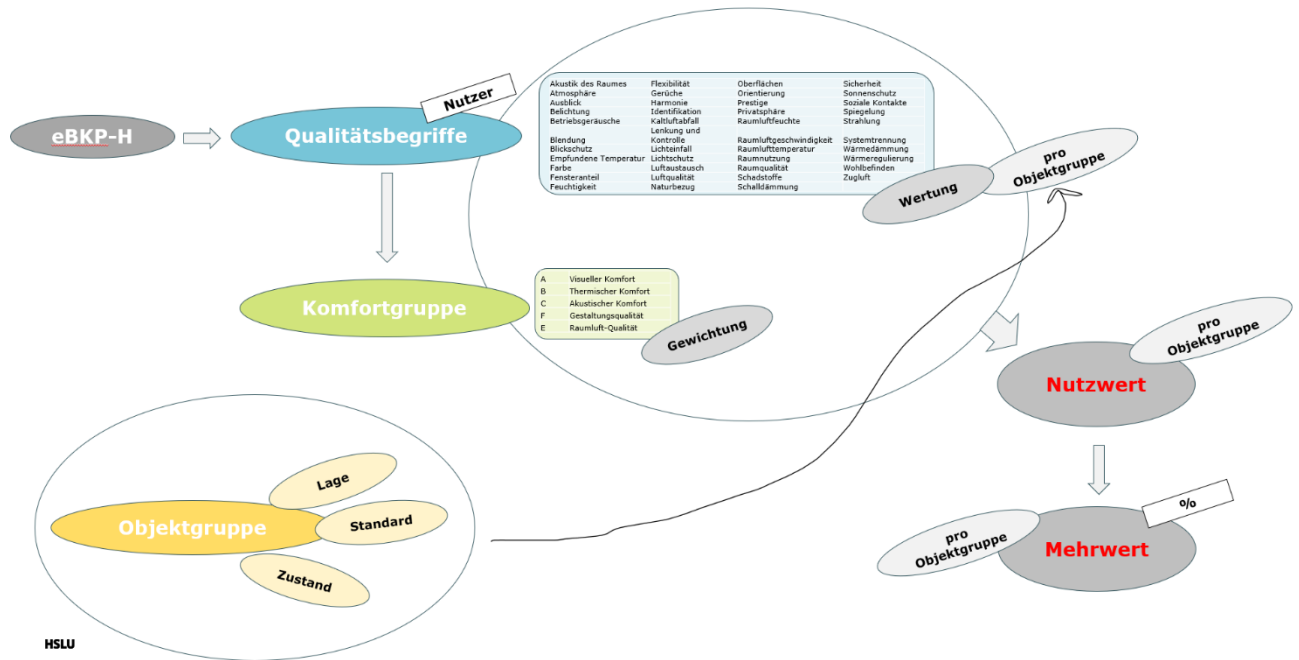 eBKP-H
Qualitätsbegriffe
Nutzer
Akustik des Raumes Flexibilität Oberflächen Sicherheit
Atmosphäre Gerüche Orientierung Sonnenschutz
Ausblick Harmonie Prestige Soziale Kontakte
Belichtung Identifikation Privatsphäre Spiegelung
Betriebsgeräusche Kaltluftabfall Raumluftfeuchte Strahlung
Lenkung und
Blendung Kontrolle Raumluftgeschwindigkeit Systemtrennung
Blickschutz Lichteinfall Raumlufttemperatur Wärmedämmung
Empfundene Temperatur Lichtschutz Raumnutzung Wärmeregulierung
Farbe Luftaustausch Raumqualität Wohlbefinden
Fensteranteil Luftqualität Schadstoffe Zugluft
Feuchtigkeit Naturbezug Schalldämmung
Wertung
pro
Objektgruppe
Komfortgruppe
A Visueller Komfort
B Thermischer Komfort
C Akustischer Komfort
F Gestaltungsqualität
E Raumluft-Qualität
Gewichtung
pro
Objektgruppe
Nutzwert
Objektgruppe
Lage
Standard
Zustand
%
pro
Objektgruppe
Mehrwert
HSLU